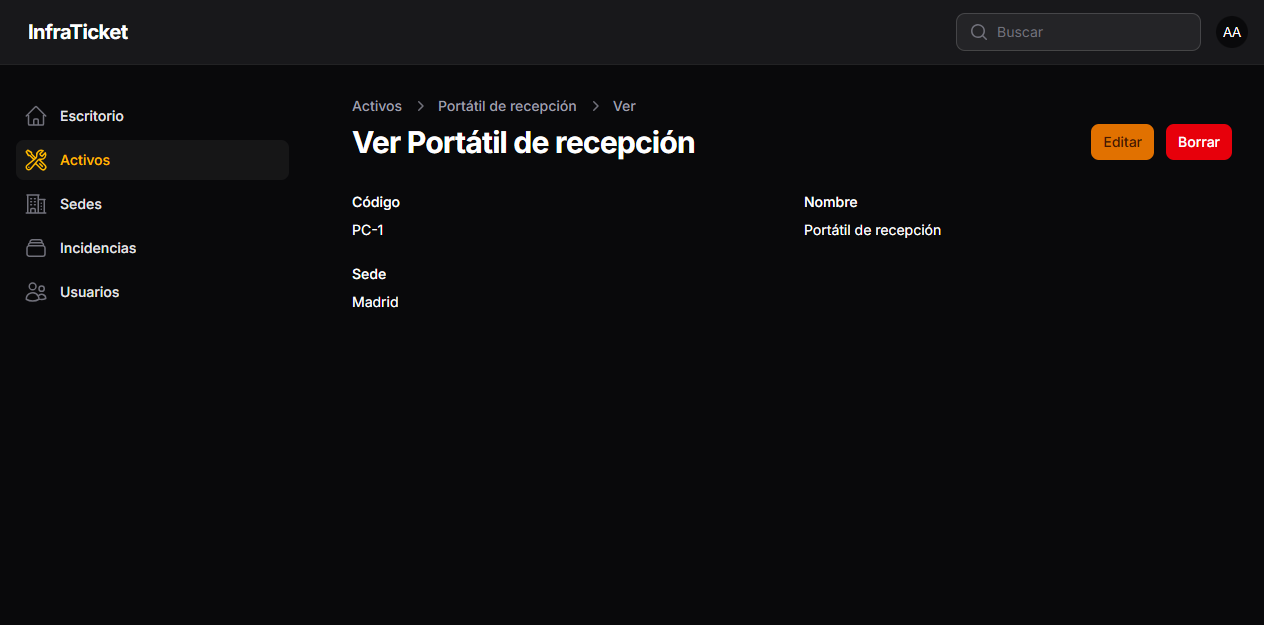 InfraTicket
Buscar
AA
Escritorio
Activos
Sedes
Incidencias
Usuarios
Activos > Portátil de recepción > Ver
Ver Portátil de recepción
Editar
Borrar
Código
PC-1
Nombre
Portátil de recepción
Sede
Madrid